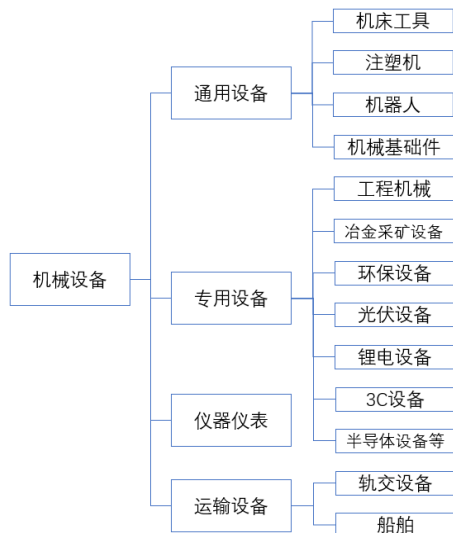 机械设备
通用设备
机床工具
注塑机
机器人
机械基础件
专用设备
工程机械
冶金采矿设备
环保设备
光伏设备
锂电设备
3C设备
半导体设备等
仪器仪表
运输设备
轨交设备
船舶